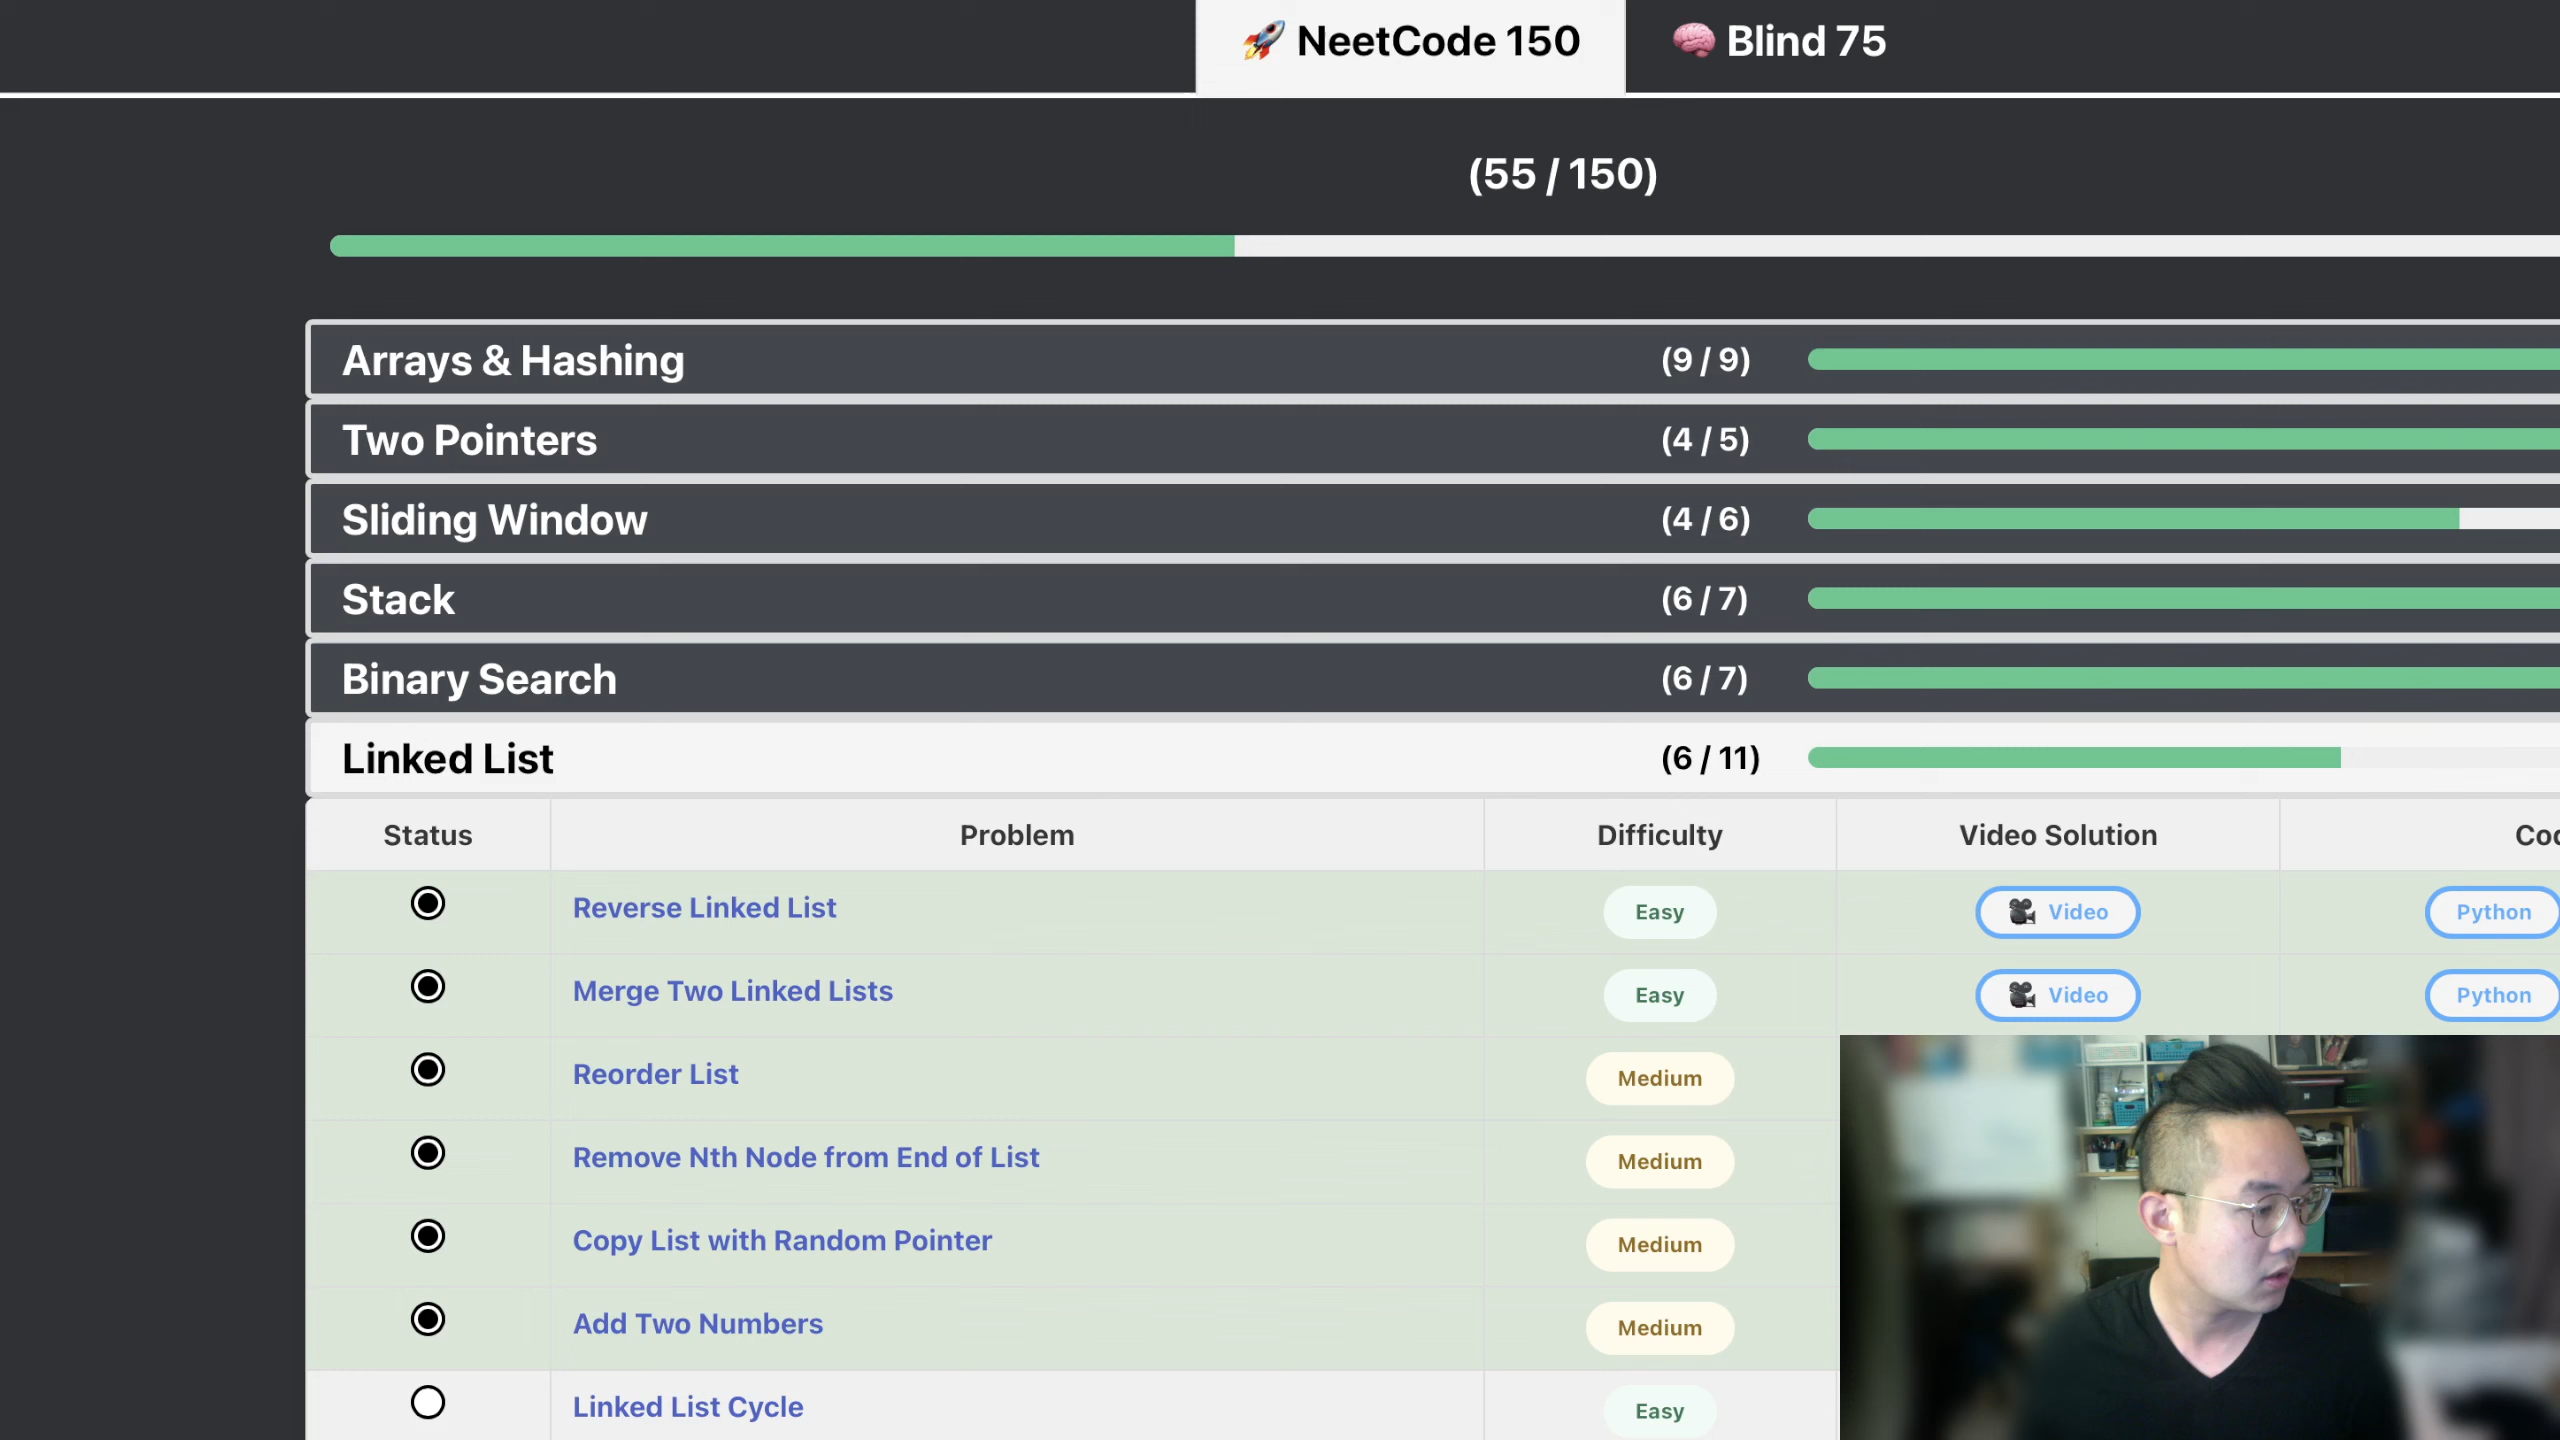 🚀 NeetCode 150
🧠 Blind 75
(55 / 150)
Arrays & Hashing (9 / 9)
Two Pointers (4 / 5)
Sliding Window (4 / 6)
Stack (6 / 7)
Binary Search (6 / 7)
Linked List (6 / 11)
Status Problem Difficulty Video Solution
Reverse Linked List Easy Video Python
Merge Two Linked Lists Easy Video Python
Reorder List Medium
Remove Nth Node from End of List Medium
Copy List with Random Pointer Medium
Add Two Numbers Medium
Linked List Cycle Easy